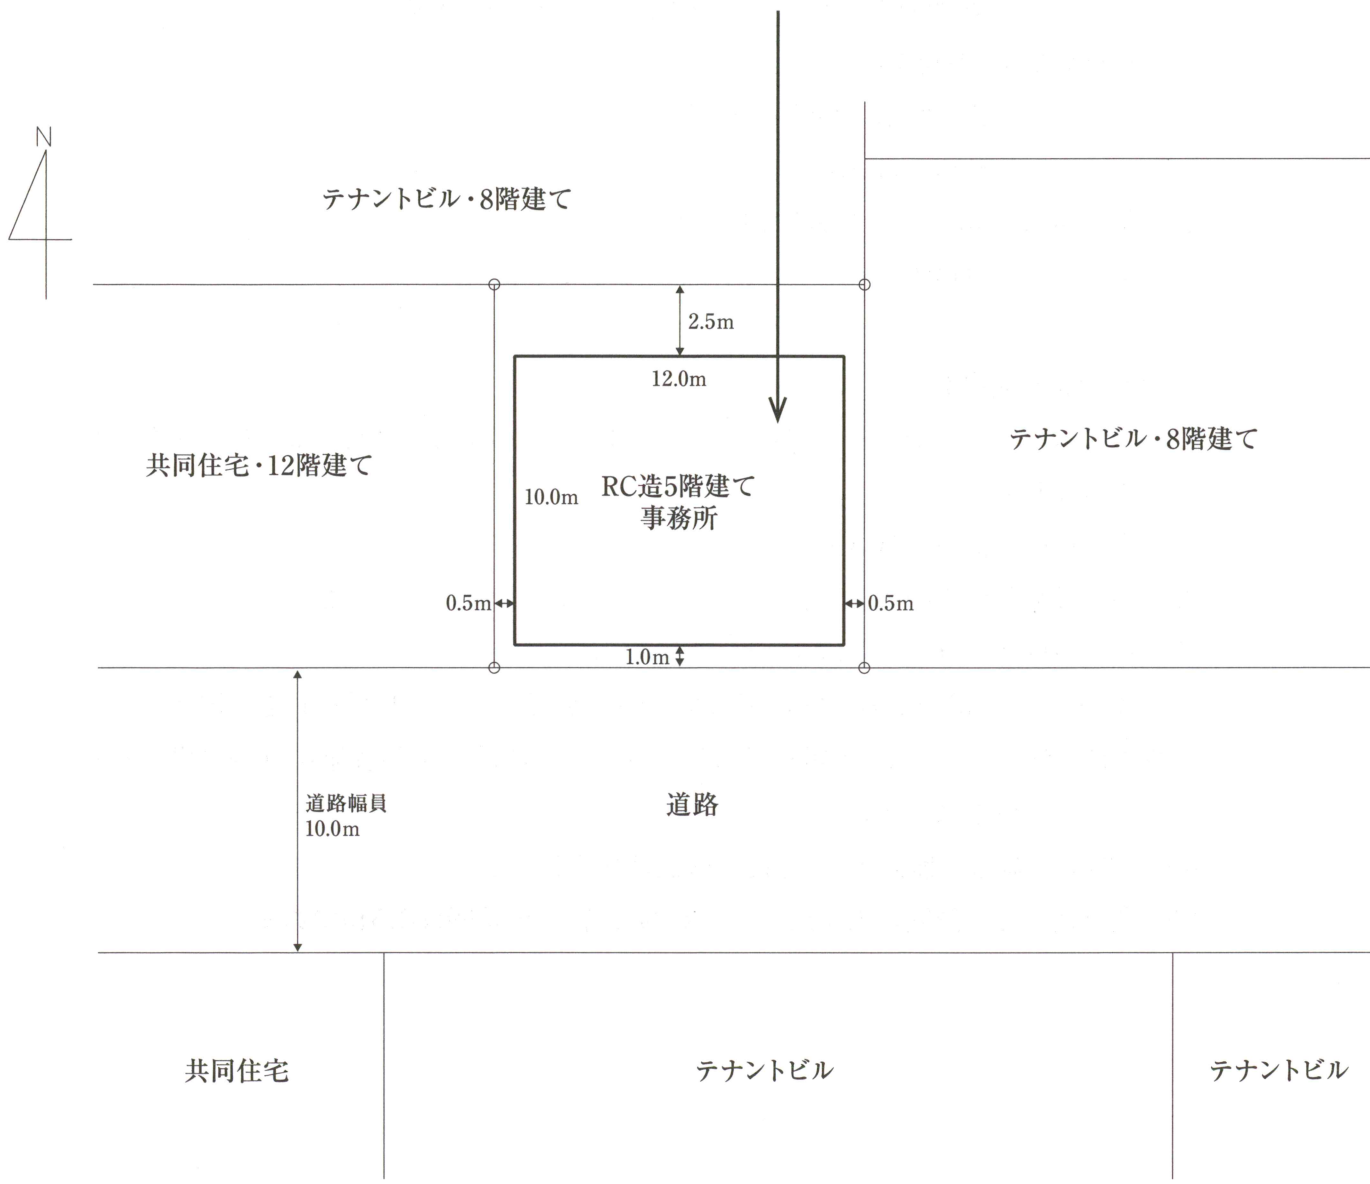 N
テナントビル・8階建て
2.5m
12.0m
共同住宅・12階建て
10.0m
RC造5階建て
事務所
テナントビル・8階建て
0.5m
0.5m
1.0m
道路幅員
10.0m
道路
共同住宅
テナントビル
テナントビル